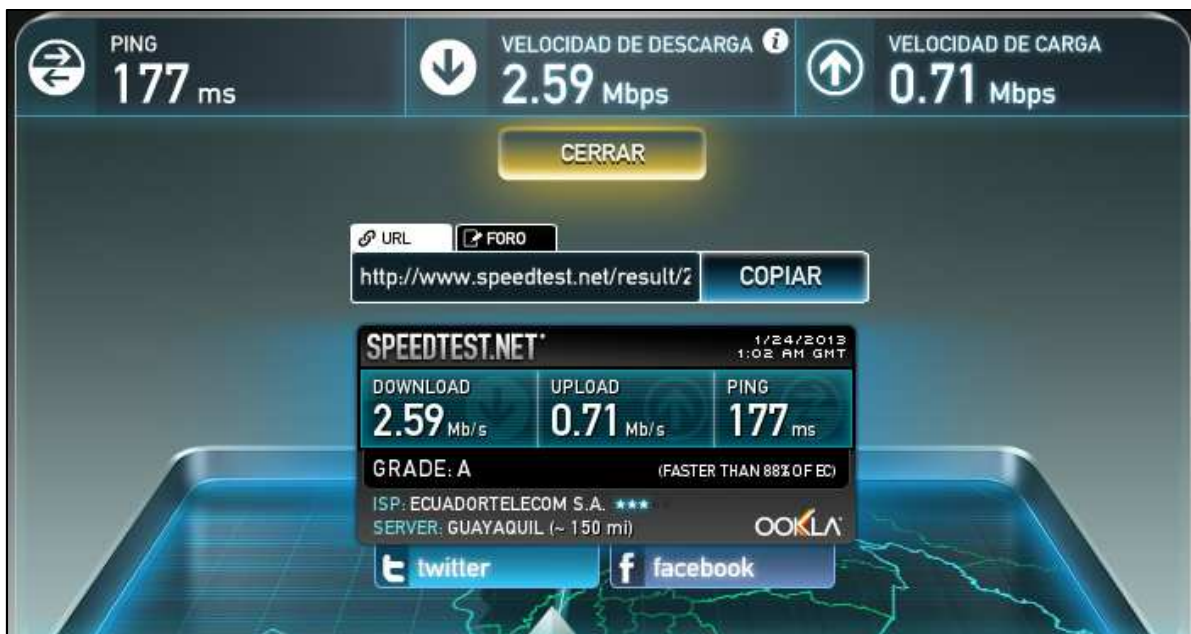 PING
177 ms
VELOCIDAD DE DESCARGA i
2.59 Mbps
VELOCIDAD DE CARGA
0.71 Mbps
CERRAR
URL
FORO
http://www.speedtest.net/result/2
COPIAR
SPEEDTEST.NET
1/24/2013
1:02 AM GMT
DOWNLOAD
2.59 Mb/s
UPLOAD
0.71 Mb/s
PING
177 ms
GRADE: A
(FASTER THAN 88% OF EC)
ISP: ECUADORTELECOM S.A. ★★★
SERVER: GUAYAQUIL (~ 150 mi)
OOKLA
twitter
f facebook